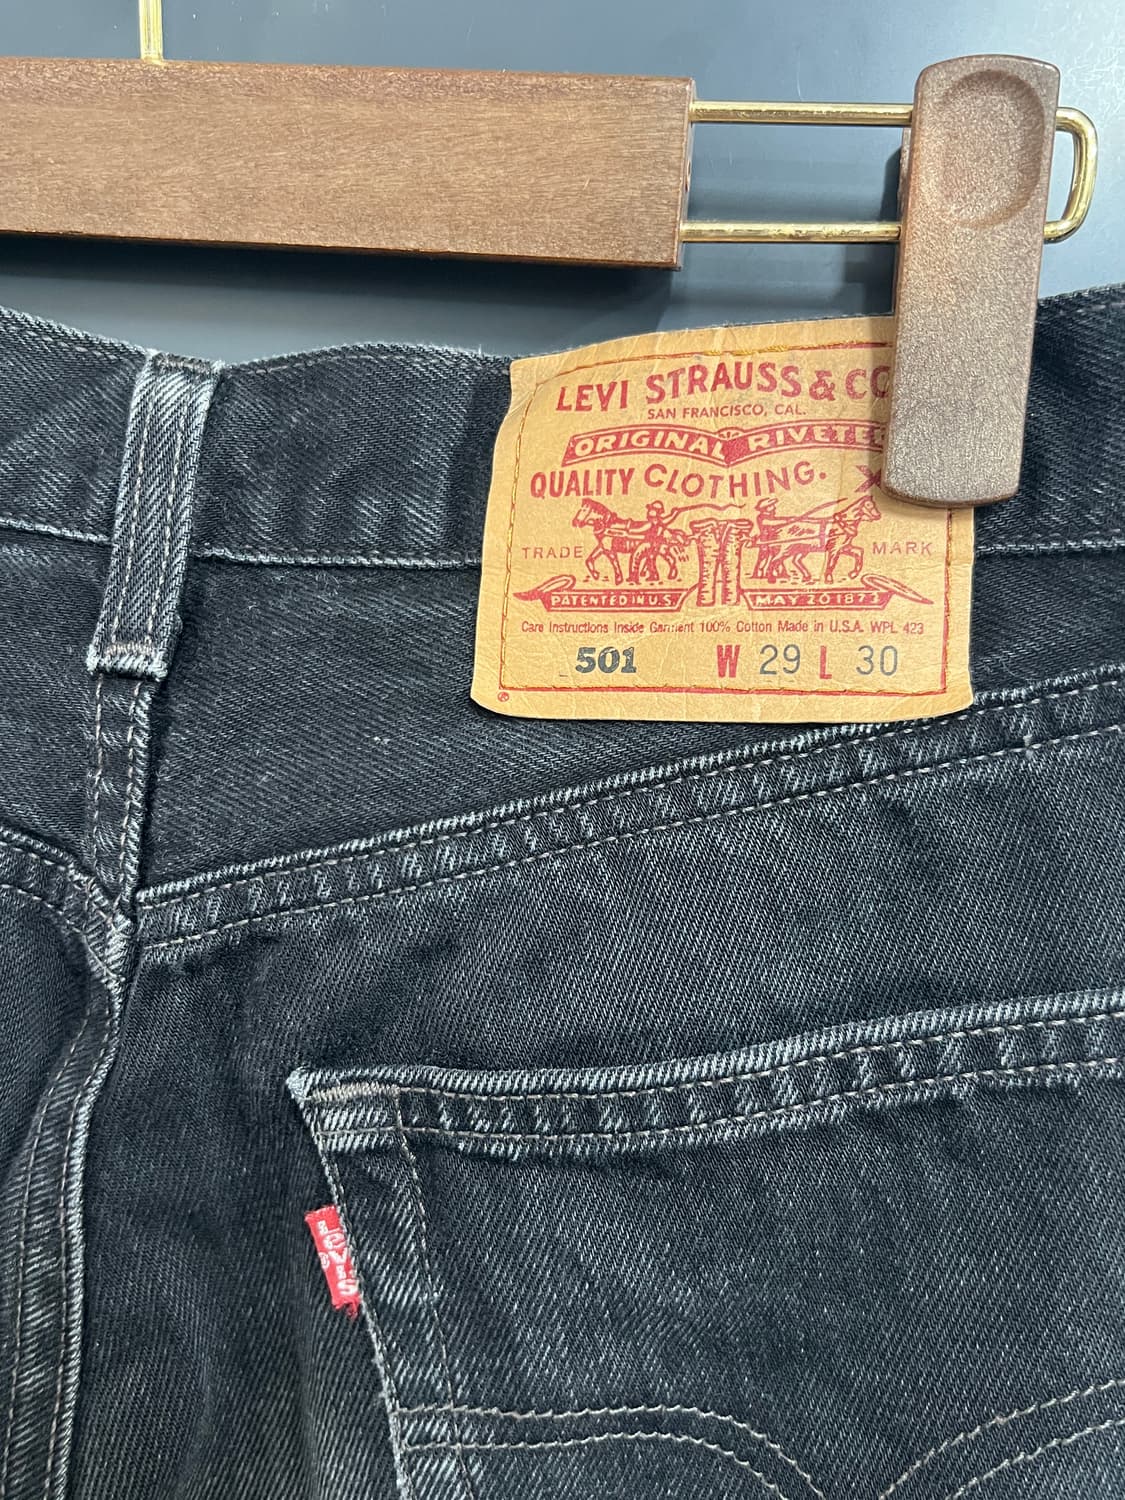 LEVI STRAUSS & CO
SAN FRANCISCO, CAL.
ORIGINAL RIVETE
QUALITY CLOTHING. X
TRADE MARK
PATENTED IN U.S. MAY 20 1873
Care Instructions Inside Garment 100% Cotton Made in U.S.A. WPL 423
501 W 29 L 30
®
LEVI'S
®